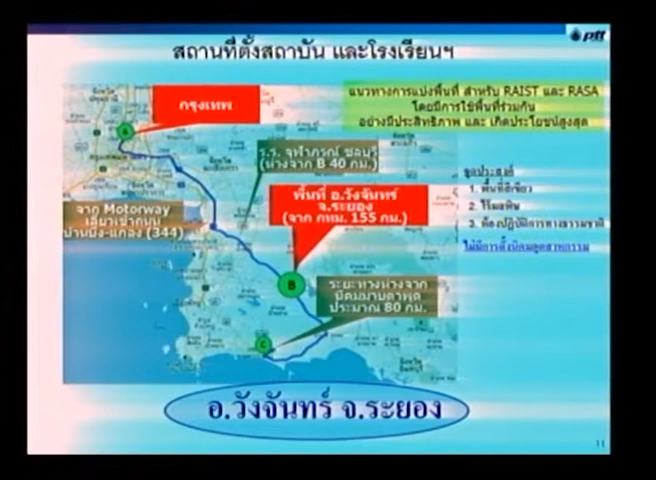 ptt
สถานที่ตั้งสถาบัน และโรงเรียนฯ
กรุงเทพ
แนวทางการแบ่งพื้นที่ สำหรับ RAIST และ RASA
โดยมีการใช้พื้นที่ร่วมกัน
อย่างมีประสิทธิภาพ และ เกิดประโยชน์สูงสุด
A
ร.ร. จุฬาภรณ์ ชลบุรี
(ห่างจาก B 40 กม.)
จุดประสงค์
1. พื้นที่สีเขียว
2. ไร้มลพิษ
3. ห้องปฏิบัติการทางธรรมชาติ
ไม่มีการตั้งนิคมอุตสาหกรรม
พื้นที่ อ.วังจันทร์
จ.ระยอง
(จาก กทม. 155 กม.)
จาก Motorway
เลี้ยวเข้าถนน
บ้านบึง-แกลง (344)
B
ระยะทางห่างจาก
นิคมมาบตาพุด
ประมาณ 80 กม.
C
อ.วังจันทร์ จ.ระยอง
11